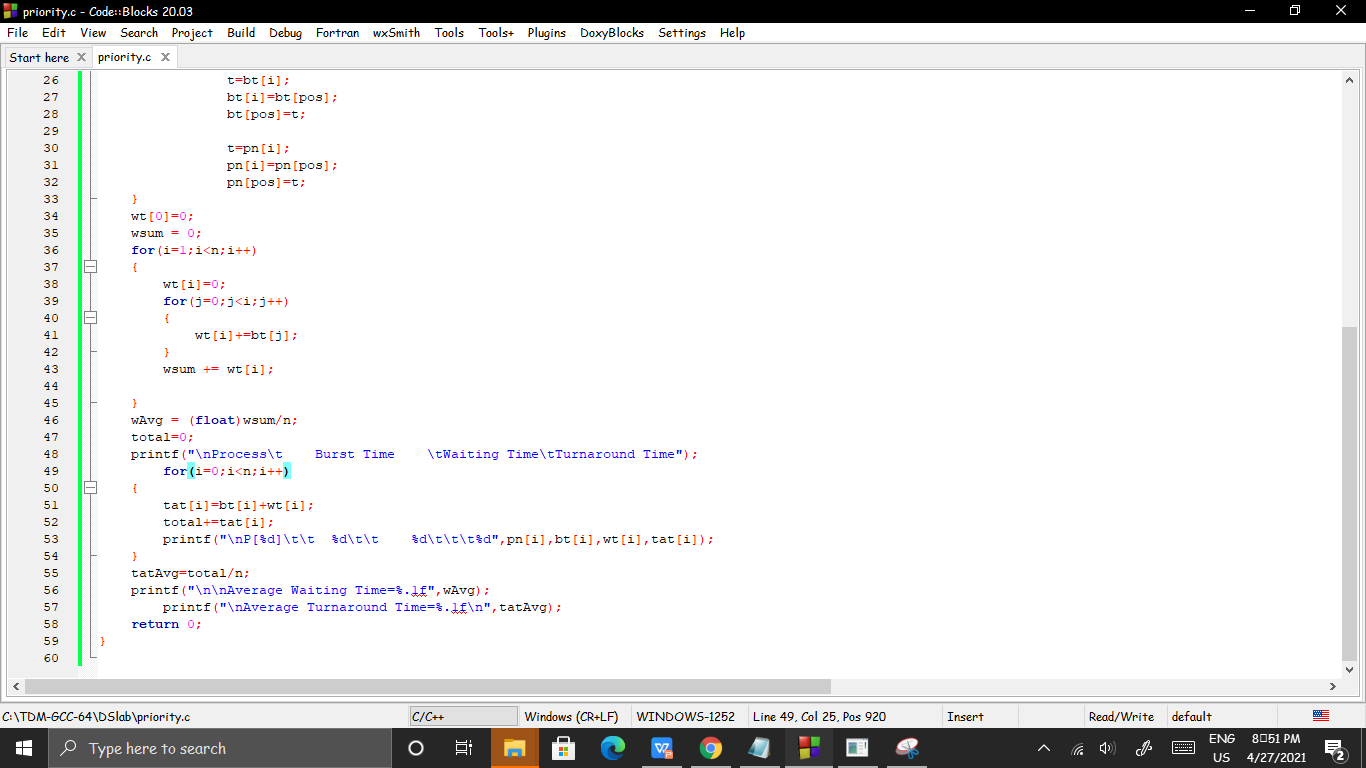 priority.c - Code::Blocks 20.03
File Edit View Search Project Build Debug Fortran wxSmith Tools Tools+ Plugins DoxyBlocks Settings Help
Start here priority.c
26 t=bt[i];
27 bt[i]=bt[pos];
28 bt[pos]=t;
29
30 t=pn[i];
31 pn[i]=pn[pos];
32 pn[pos]=t;
33 }
34 wt[0]=0;
35 wsum = 0;
36 for(i=1;i<n;i++)
37 {
38 wt[i]=0;
39 for(j=0;j<i;j++)
40 {
41 wt[i]+=bt[j];
42 }
43 wsum += wt[i];
44
45 }
46 wAvg = (float)wsum/n;
47 total=0;
48 printf("\nProcess\t    Burst Time    \tWaiting Time\tTurnaround Time");
49 for(i=0;i<n;i++)
50 {
51 tat[i]=bt[i]+wt[i];
52 total+=tat[i];
53 printf("\nP[%d]\t\t  %d\t\t    %d\t\t\t%d",pn[i],bt[i],wt[i],tat[i]);
54 }
55 tatAvg=total/n;
56 printf("\n\nAverage Waiting Time=%.1f",wAvg);
57 printf("\nAverage Turnaround Time=%.1f\n",tatAvg);
58 return 0;
59 }
60
C:\TDM-GCC-64\DSlab\priority.c C/C++ Windows (CR+LF) WINDOWS-1252 Line 49, Col 25, Pos 920 Insert Read/Write default
Type here to search ENG US 8:51 PM 4/27/2021 2